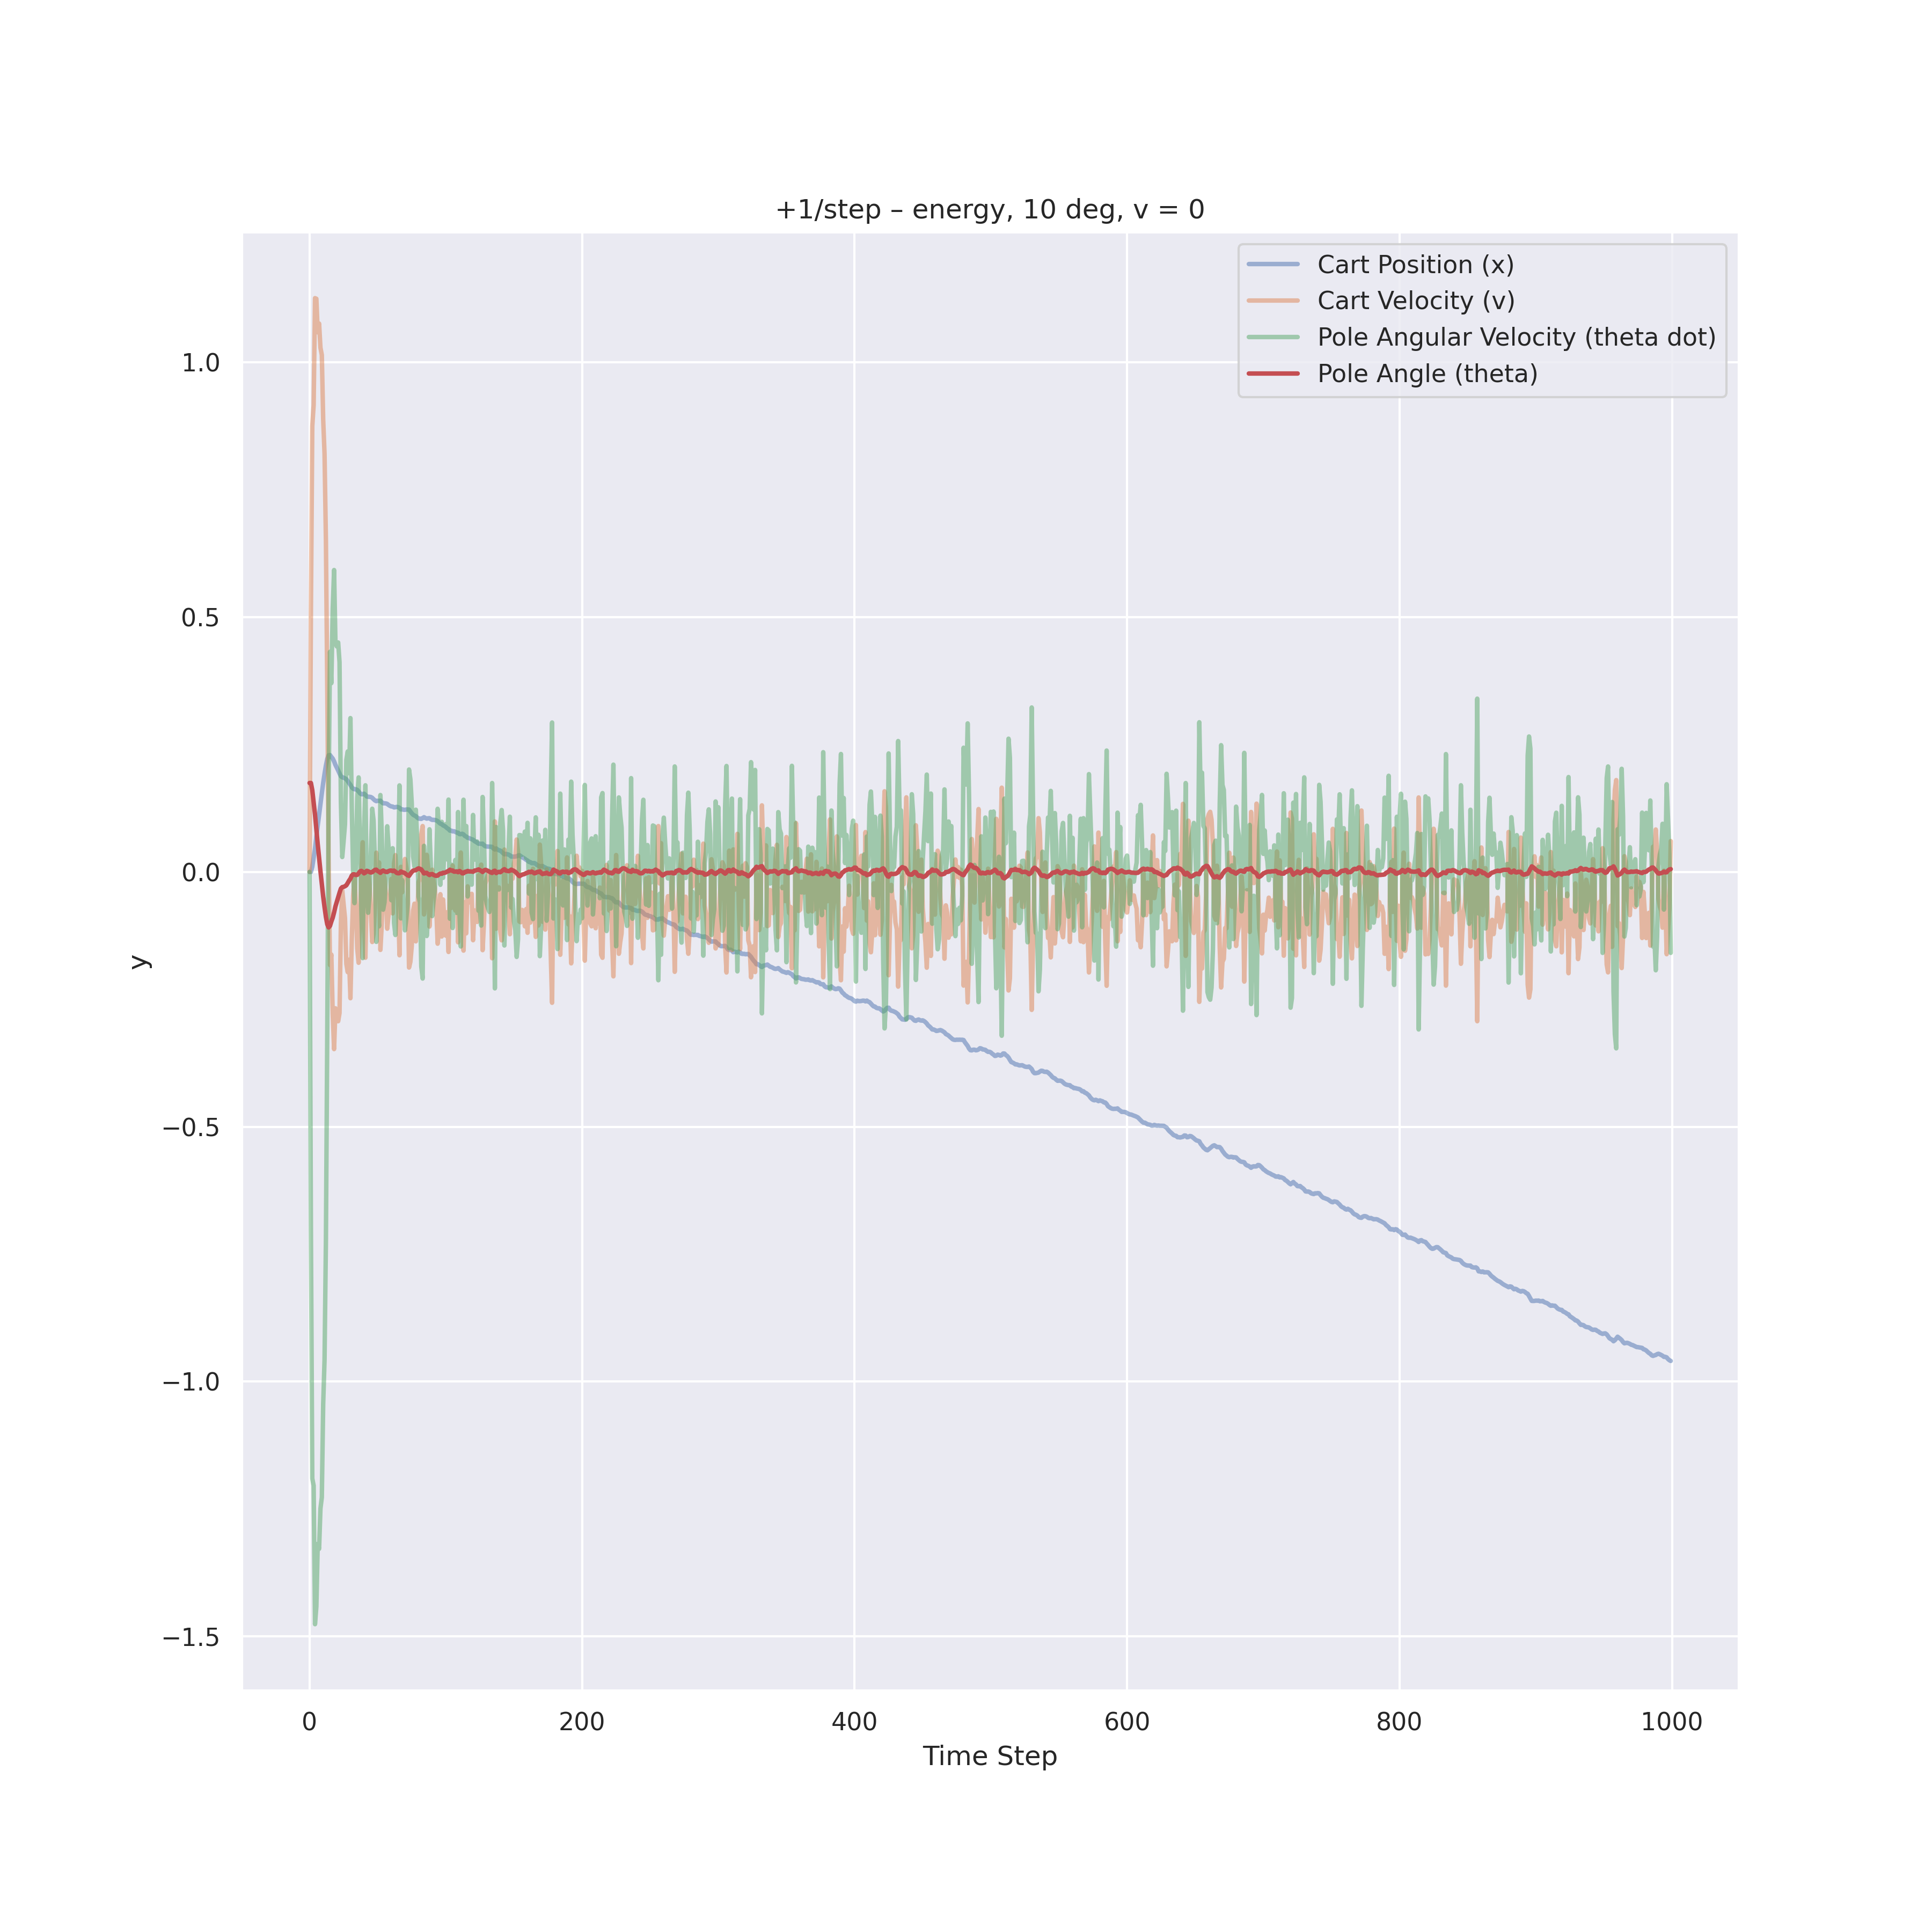 +1/step – energy, 10 deg, v = 0
Cart Position (x)
Cart Velocity (v)
Pole Angular Velocity (theta dot)
Pole Angle (theta)
1.0
0.5
0.0
−0.5
−1.0
−1.5
y
0 200 400 600 800 1000
Time Step